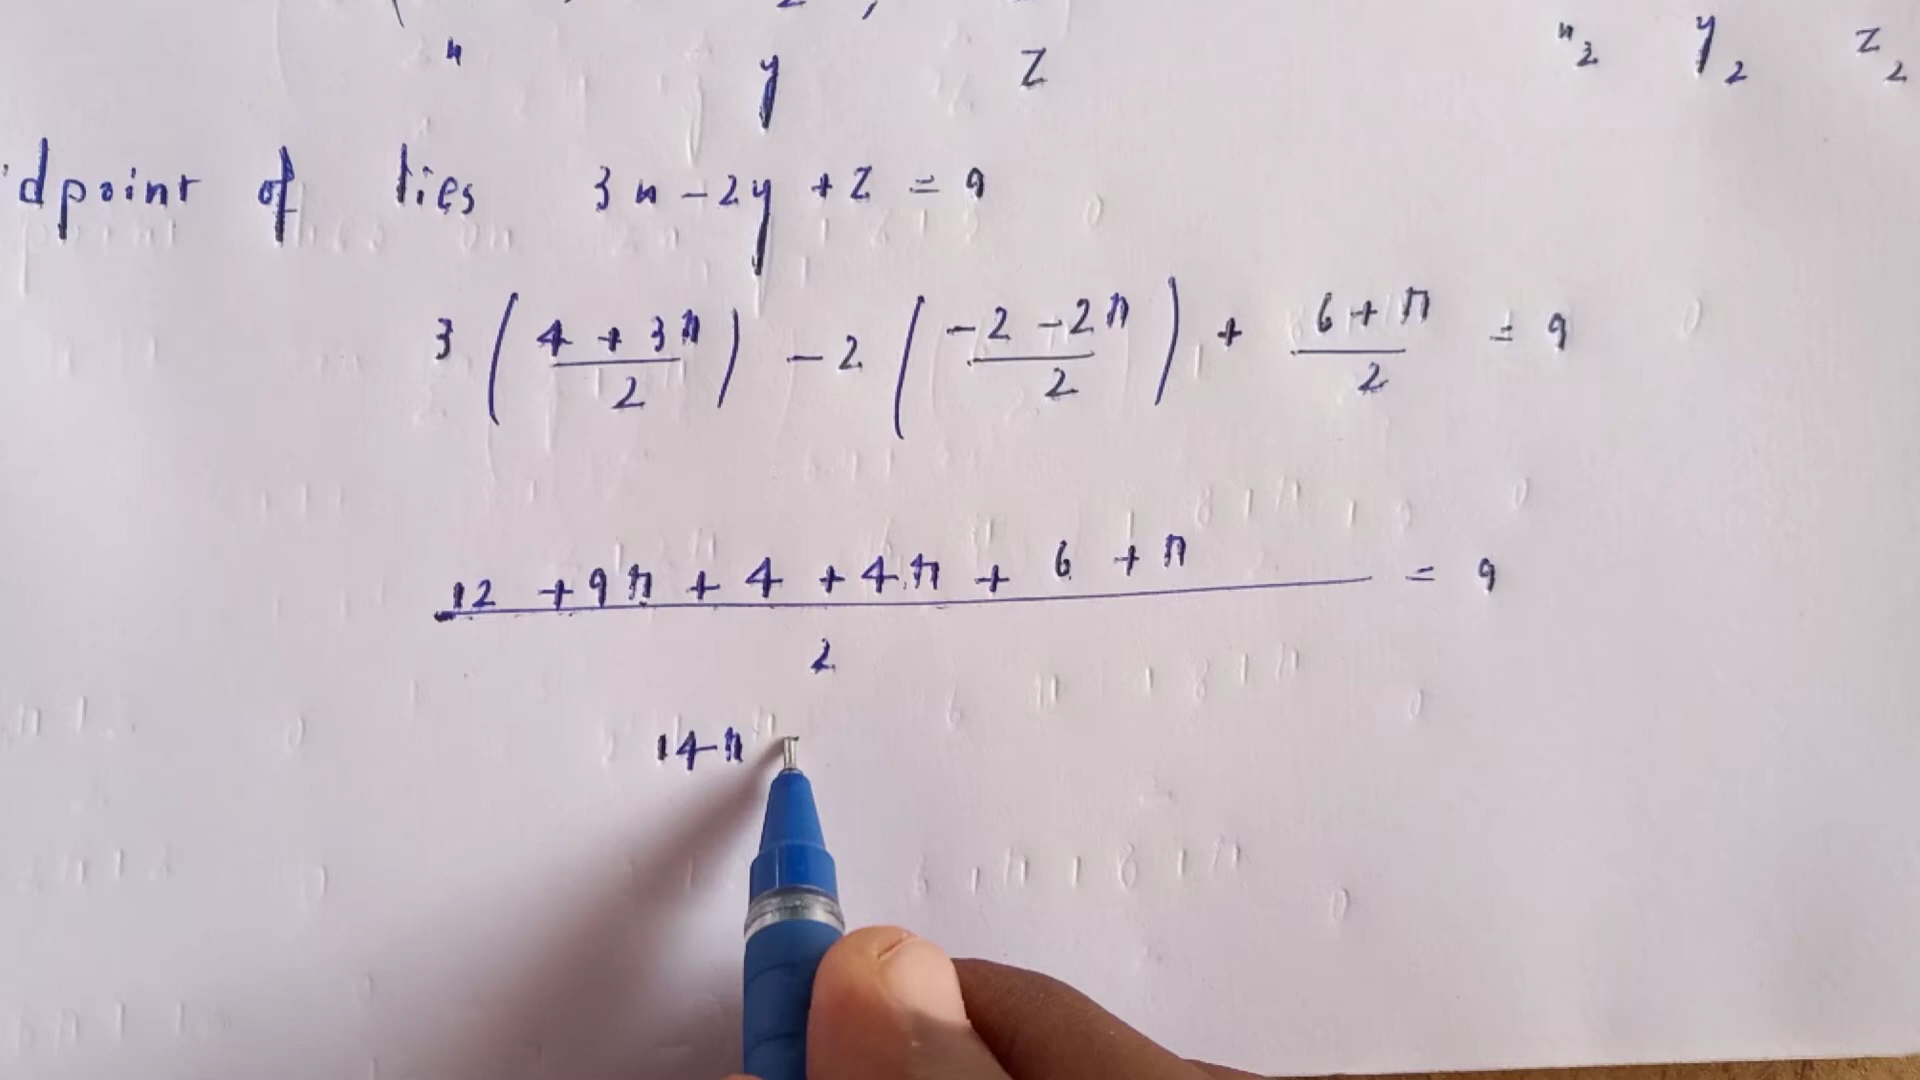 x y z x₂ y₂ z₂
dpoint of lies 3x - 2y + z = 9
3 ( (4 + 3λ)/2 ) - 2 ( (-2 - 2λ)/2 ) + (6 + λ)/2 = 9
(12 + 9λ + 4 + 4λ + 6 + λ)/2 = 9
14λ